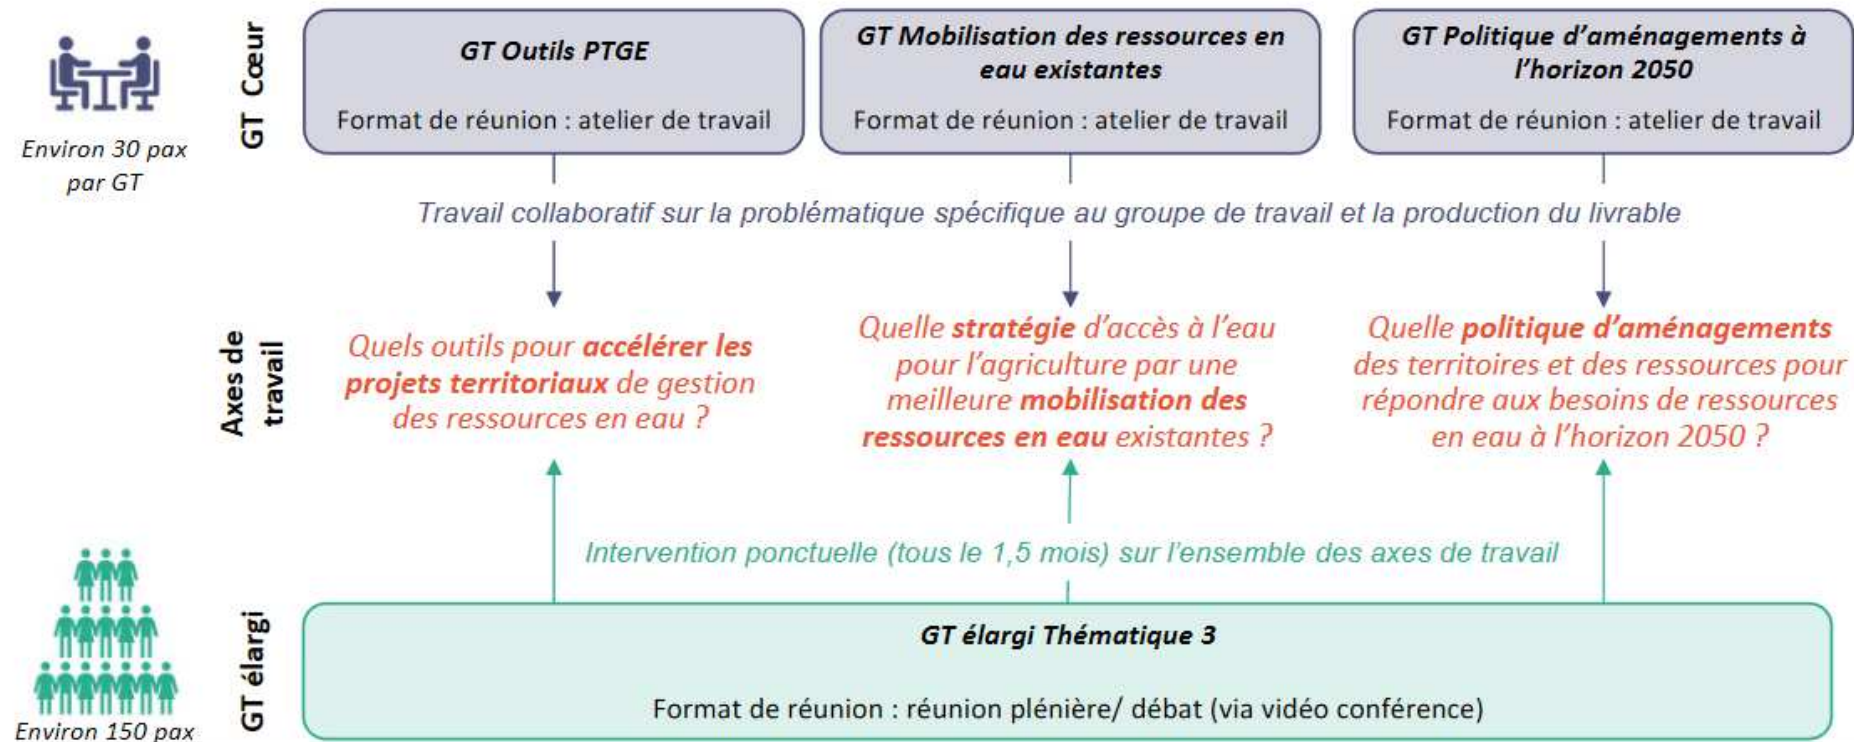 GT Cœur
Environ 30 pax
par GT
GT Outils PTGE
Format de réunion : atelier de travail
GT Mobilisation des ressources en
eau existantes
Format de réunion : atelier de travail
GT Politique d'aménagements à
l'horizon 2050
Format de réunion : atelier de travail
Travail collaboratif sur la problématique spécifique au groupe de travail et la production du livrable
Axes de
travail
Quels outils pour accélérer les
projets territoriaux de gestion
des ressources en eau ?
Quelle stratégie d'accès à l'eau
pour l'agriculture par une
meilleure mobilisation des
ressources en eau existantes ?
Quelle politique d'aménagements
des territoires et des ressources pour
répondre aux besoins de ressources
en eau à l'horizon 2050 ?
Intervention ponctuelle (tous le 1,5 mois) sur l'ensemble des axes de travail
GT élargi
Environ 150 pax
GT élargi Thématique 3
Format de réunion : réunion plénière/ débat (via vidéo conférence)